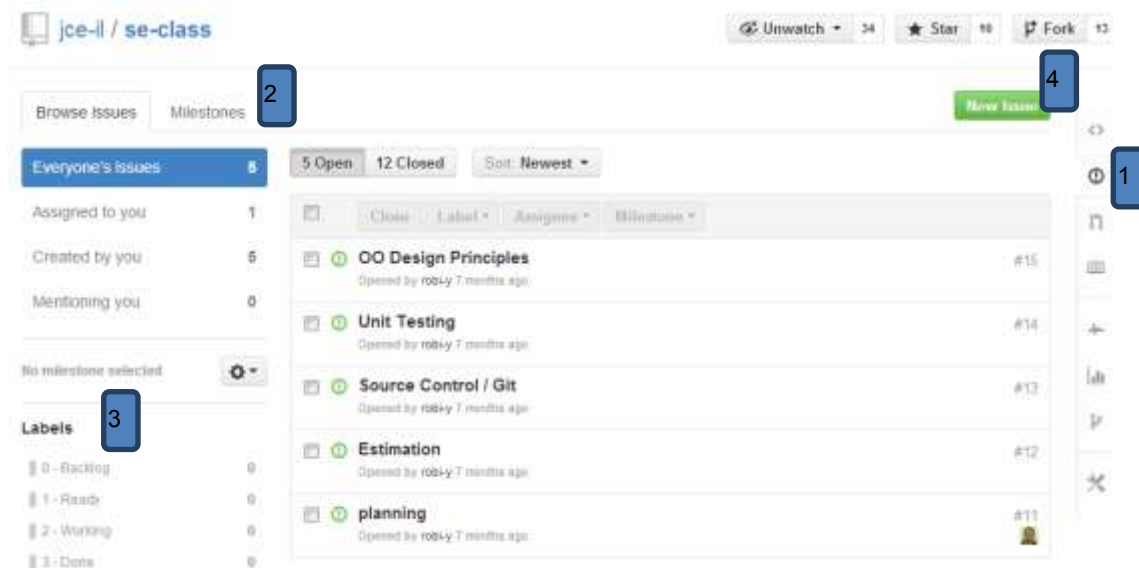 jce-il / se-class
Unwatch 34 Star 10 Fork 13
4
2
Browse Issues Milestones New Issue
1
Everyone's Issues 5
5 Open 12 Closed Sort: Newest
Assigned to you 1
Close Label Assignee Milestone
Created by you 5
OO Design Principles #15
Opened by robi-y 7 months ago
Mentioning you 0
Unit Testing #14
Opened by robi-y 7 months ago
No milestone selected
Source Control / Git #13
Opened by robi-y 7 months ago
3
Labels
Estimation #12
Opened by robi-y 7 months ago
0 - Backlog 0
1 - Ready 0
planning #11
Opened by robi-y 7 months ago
2 - Working 0
3 - Done 0